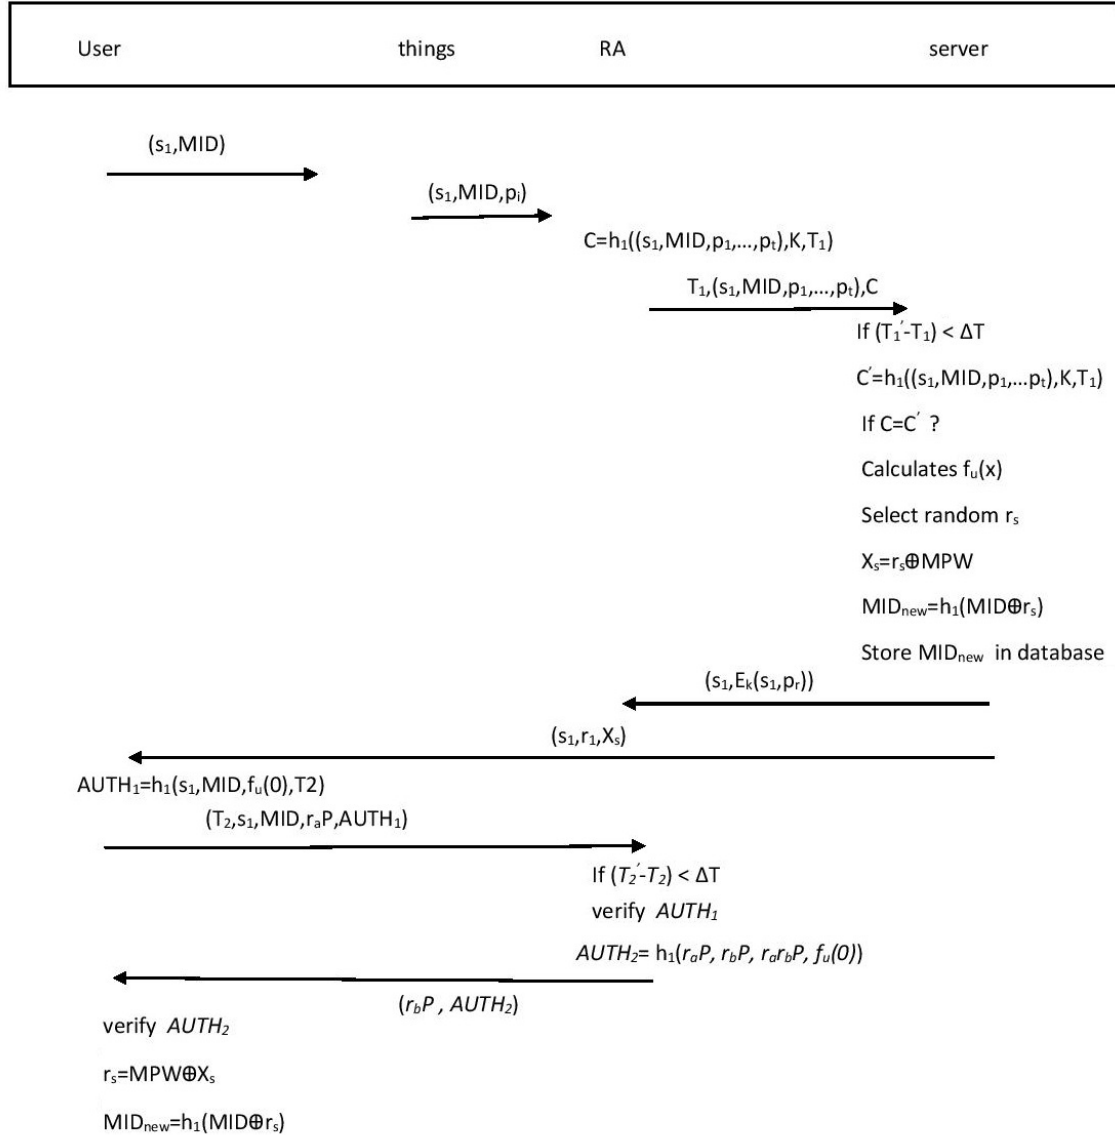 User things RA server
(s₁,MID)
(s₁,MID,pᵢ)
C=h₁((s₁,MID,p₁,...,pₜ),K,T₁)
T₁,(s₁,MID,p₁,...,pₜ),C
If (T₁′-T₁) < ΔT
C′=h₁((s₁,MID,p₁,...pₜ),K,T₁)
If C=C′ ?
Calculates fᵤ(x)
Select random rₛ
Xₛ=rₛ⊕MPW
MIDₙₑw=h₁(MID⊕rₛ)
Store MIDₙₑw in database
(s₁,Eₖ(s₁,pᵣ))
(s₁,r₁,Xₛ)
AUTH₁=h₁(s₁,MID,fᵤ(0),T2)
(T₂,s₁,MID,rₐP,AUTH₁)
If (T₂′-T₂) < ΔT
verify AUTH₁
AUTH₂= h₁(rₐP, r_bP, rₐr_bP, fᵤ(0))
(r_bP , AUTH₂)
verify AUTH₂
rₛ=MPW⊕Xₛ
MIDₙₑw=h₁(MID⊕rₛ)